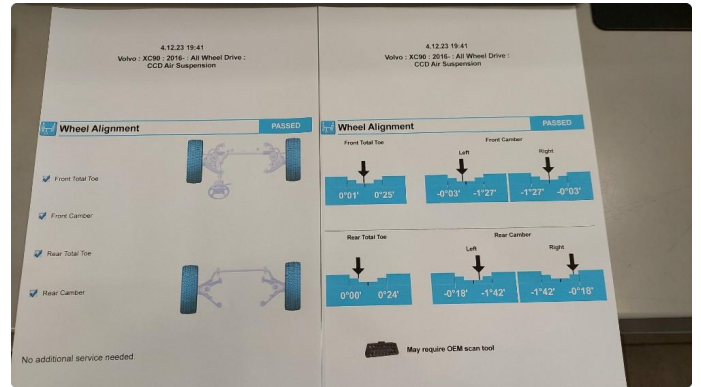 4.12.23 19:41
Volvo : XC90 : 2016- : All Wheel Drive :
CCD Air Suspension
Wheel Alignment
PASSED
Front Total Toe
Front Camber
Rear Total Toe
Rear Camber
No additional service needed
4.12.23 19:41
Volvo : XC90 : 2016- : All Wheel Drive :
CCD Air Suspension
Wheel Alignment
PASSED
Front Total Toe
Front Camber
Left
Right
0°01' 0°25'
-0°03' -1°27'
-1°27' -0°03'
Rear Total Toe
Rear Camber
Left
Right
0°00' 0°24'
-0°18' -1°42'
-1°42' -0°18'
May require OEM scan tool